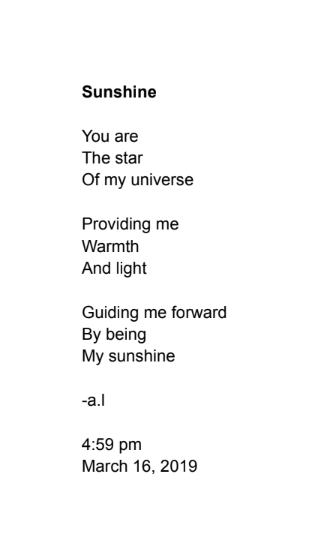 Sunshine
You are
The star
Of my universe
Providing me
Warmth
And light
Guiding me forward
By being
My sunshine
-a.l
4:59 pm
March 16, 2019